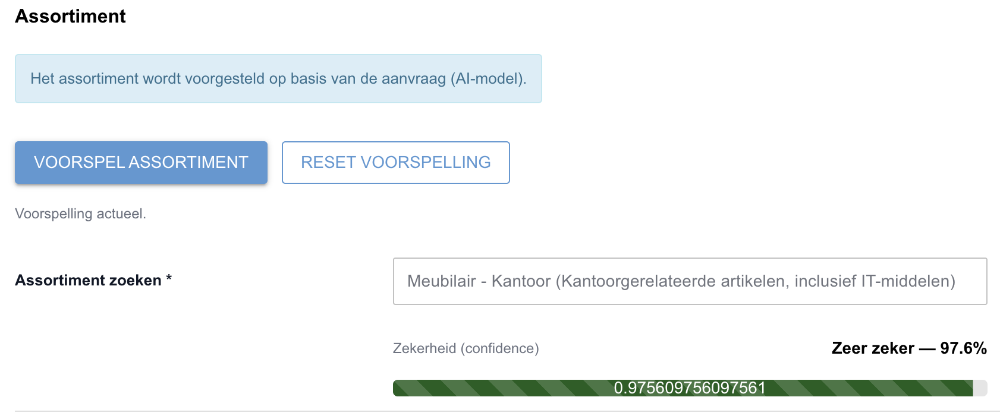 Assortiment
Het assortiment wordt voorgesteld op basis van de aanvraag (AI-model).
VOORSPEL ASSORTIMENT
RESET VOORSPELLING
Voorspelling actueel.
Assortiment zoeken *
Meubilair - Kantoor (Kantoorgerelateerde artikelen, inclusief IT-middelen)
Zekerheid (confidence)
Zeer zeker — 97.6%
0.975609756097561